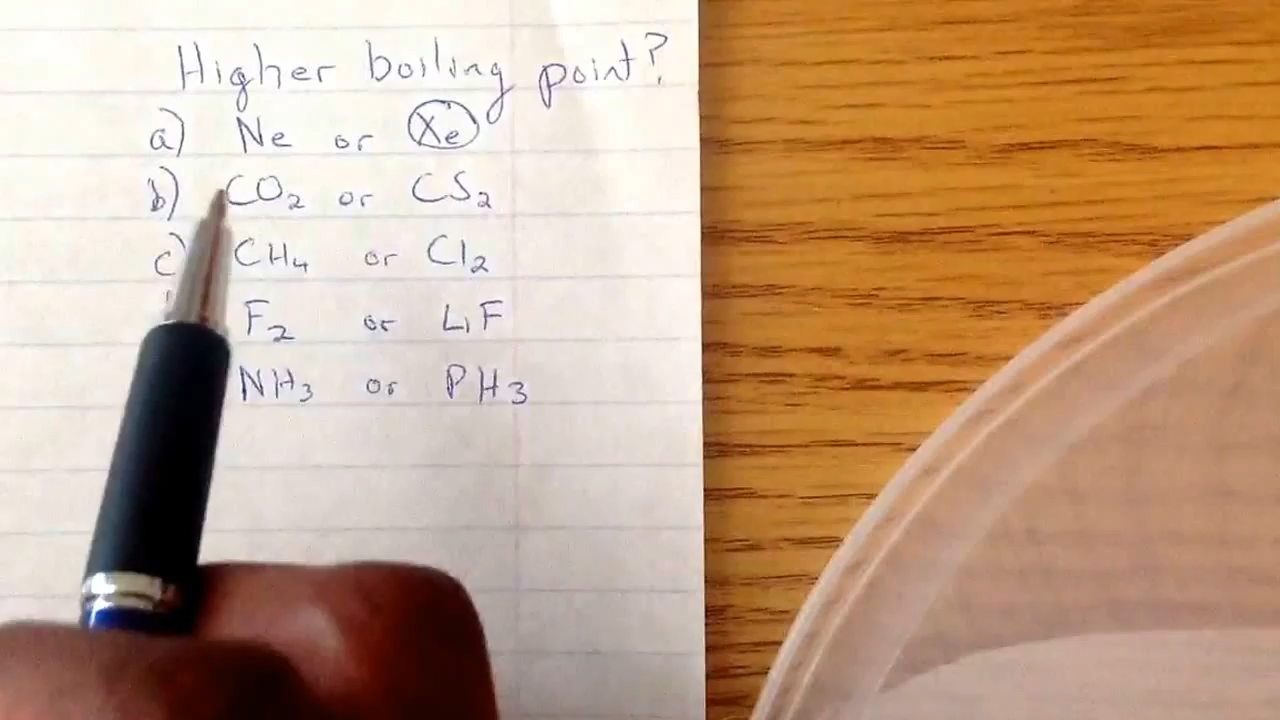 Higher boiling point?
a) Ne or Xe
b) CO₂ or CS₂
c) CH₄ or Cl₂
F₂ or LiF
NH₃ or PH₃